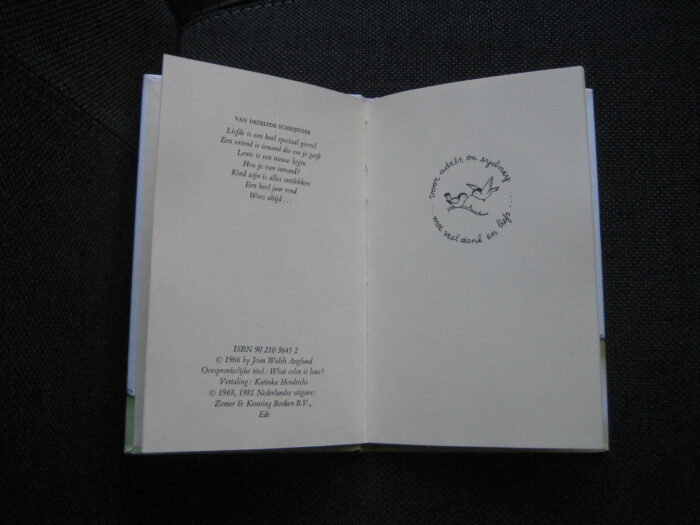 VAN DEZELFDE SCHRIJFSTER
Liefde is een heel speciaal gevoel
Een vriend is iemand die om je geeft
Lente is een nieuw begin
Hou je van iemand?
Kind zijn is alles ontdekken
Een heel jaar rond
Wees altijd...
ISBN 90 210 3645 2
© 1966 by Joan Walsh Anglund
Oorspronkelijke titel: What color is love?
Vertaling: Katinka Hendrichs
© 1968, 1981 Nederlandse uitgave:
Zomer & Keuning Boeken B.V.,
Ede
voor adele en sydney
met veel dank en liefs